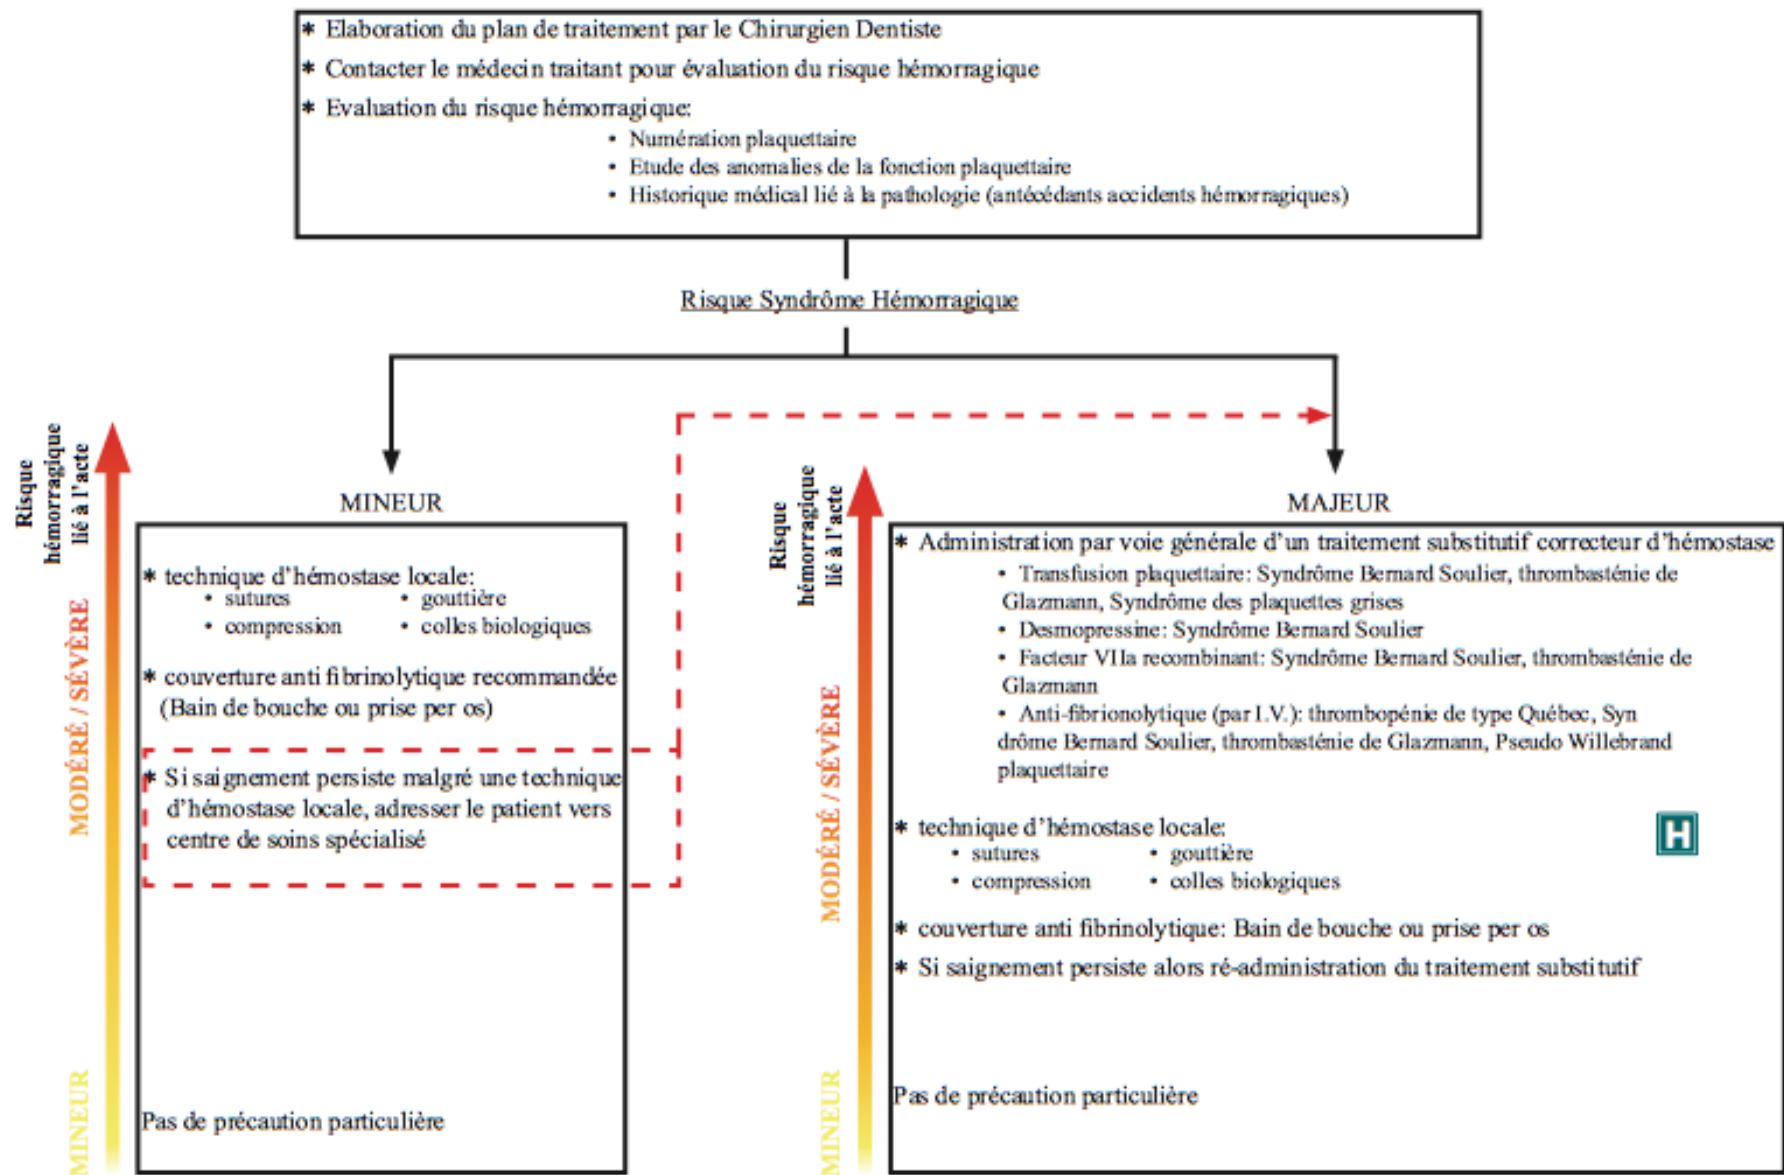 * Elaboration du plan de traitement par le Chirurgien Dentiste
* Contacter le médecin traitant pour évaluation du risque hémorragique
* Evaluation du risque hémorragique:
• Numération plaquettaire
• Etude des anomalies de la fonction plaquettaire
• Historique médical lié à la pathologie (antécédants accidents hémorragiques)
Risque Syndrôme Hémorragique
Risque
hémorragique
lié à l'acte
MODÉRÉ / SÉVÈRE
MINEUR
MINEUR
* technique d'hémostase locale:
• sutures • gouttière
• compression • colles biologiques
* couverture anti fibrinolytique recommandée
(Bain de bouche ou prise per os)
* Si saignement persiste malgré une technique
d'hémostase locale, adresser le patient vers
centre de soins spécialisé
Pas de précaution particulière
Risque
hémorragique
lié à l'acte
MODÉRÉ / SÉVÈRE
MINEUR
MAJEUR
* Administration par voie générale d'un traitement substitutif correcteur d'hémostase
• Transfusion plaquettaire: Syndrôme Bernard Soulier, thrombasténie de
Glazmann, Syndrôme des plaquettes grises
• Desmopressine: Syndrôme Bernard Soulier
• Facteur VIIa recombinant: Syndrôme Bernard Soulier, thrombasténie de
Glazmann
• Anti-fibrionolytique (par I.V.): thrombopénie de type Québec, Syn
drôme Bernard Soulier, thrombasténie de Glazmann, Pseudo Willebrand
plaquettaire
H
* technique d'hémostase locale:
• sutures • gouttière
• compression • colles biologiques
* couverture anti fibrinolytique: Bain de bouche ou prise per os
* Si saignement persiste alors ré-administration du traitement substitutif
Pas de précaution particulière